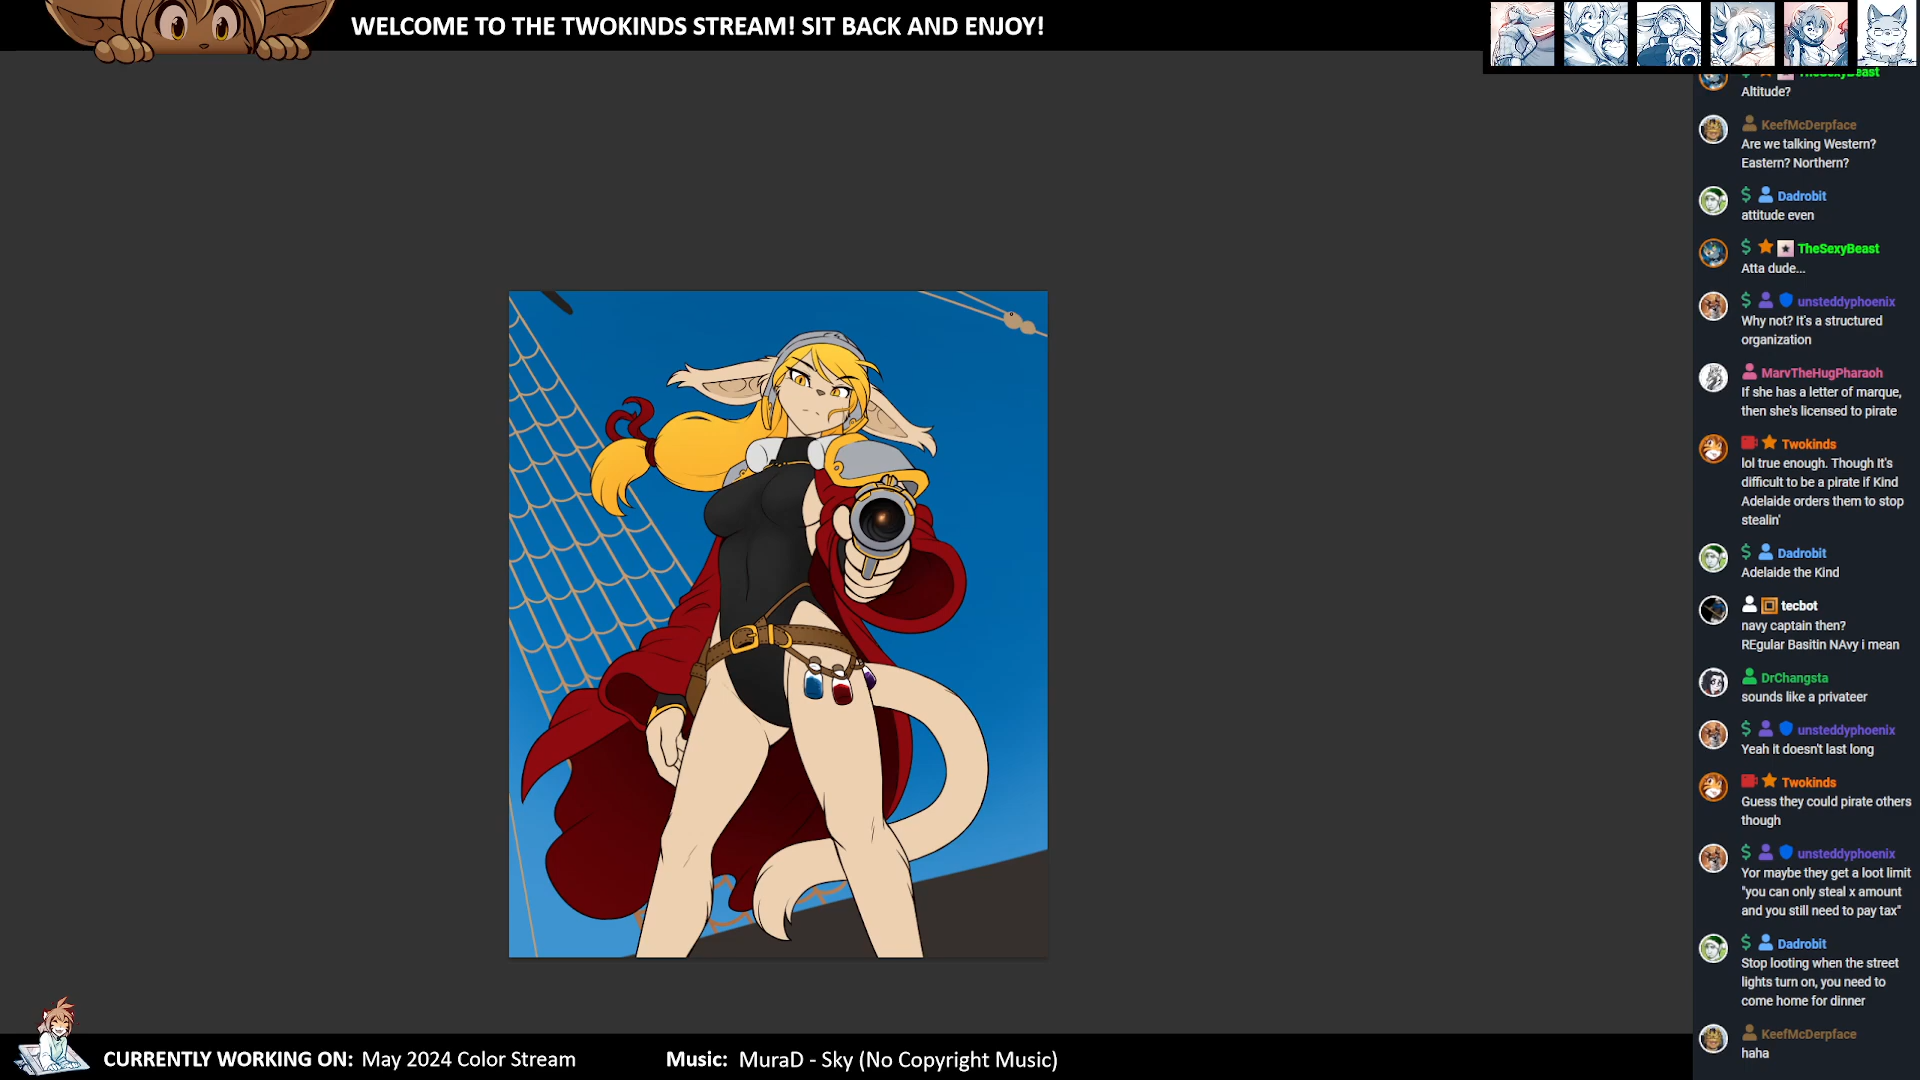 WELCOME TO THE TWOKINDS STREAM! SIT BACK AND ENJOY!
TheSexyBeast
Altitude?
KeefMcDerpface
Are we talking Western?
Eastern? Northern?
Dadrobit
attitude even
TheSexyBeast
Atta dude...
unsteddyphoenix
Why not? It's a structured
organization
MarvTheHugPharaoh
If she has a letter of marque,
then she's licensed to pirate
Twokinds
lol true enough. Though It's
difficult to be a pirate if Kind
Adelaide orders them to stop
stealin'
Dadrobit
Adelaide the Kind
tecbot
navy captain then?
REgular Basitin NAvy i mean
DrChangsta
sounds like a privateer
unsteddyphoenix
Yeah it doesn't last long
Twokinds
Guess they could pirate others
though
unsteddyphoenix
Yor maybe they get a loot limit
"you can only steal x amount
and you still need to pay tax"
Dadrobit
Stop looting when the street
lights turn on, you need to
come home for dinner
KeefMcDerpface
haha
CURRENTLY WORKING ON: May 2024 Color Stream
Music: MuraD - Sky (No Copyright Music)